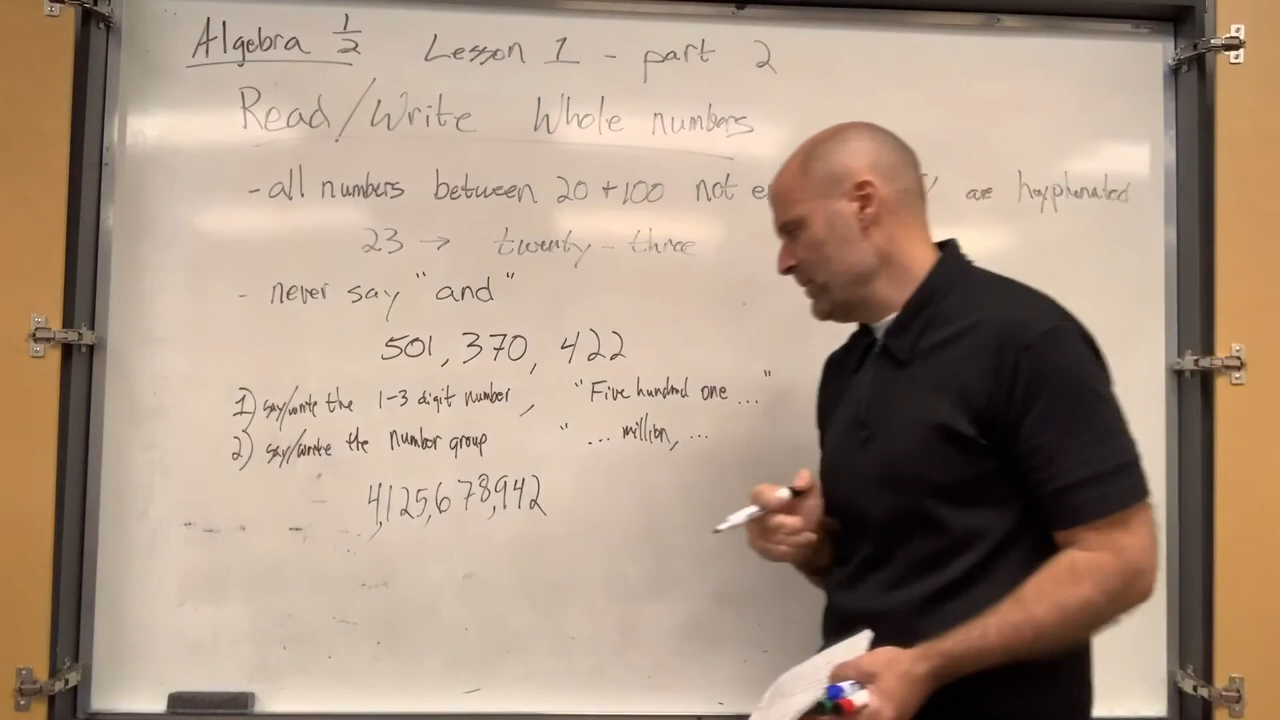 Algebra 1/2 Lesson 1 - part 2
Read/Write Whole numbers
- all numbers between 20 + 100 not are hyphenated
23 → twenty-three
- never say "and"
501,370,422
1) say/write the 1-3 digit number, "Five hundred one ..."
2) say/write the number group " ... million, ...
4,125,678,942